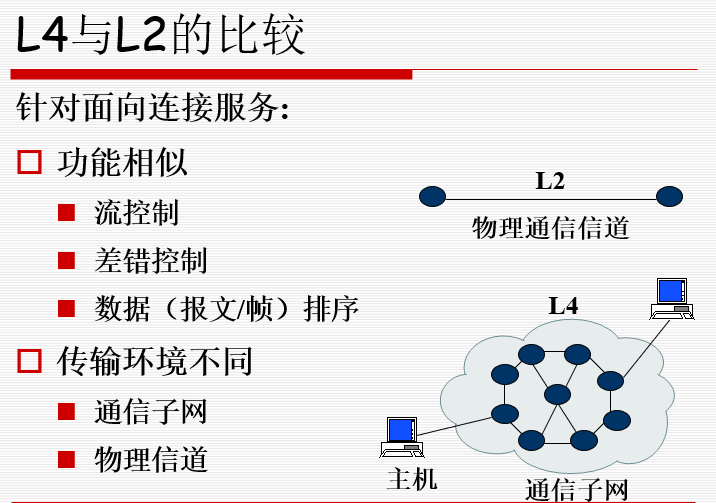 L4与L2的比较
针对面向连接服务:
功能相似
流控制
差错控制
数据（报文/帧）排序
传输环境不同
通信子网
物理信道
L2
物理通信信道
L4
主机
通信子网